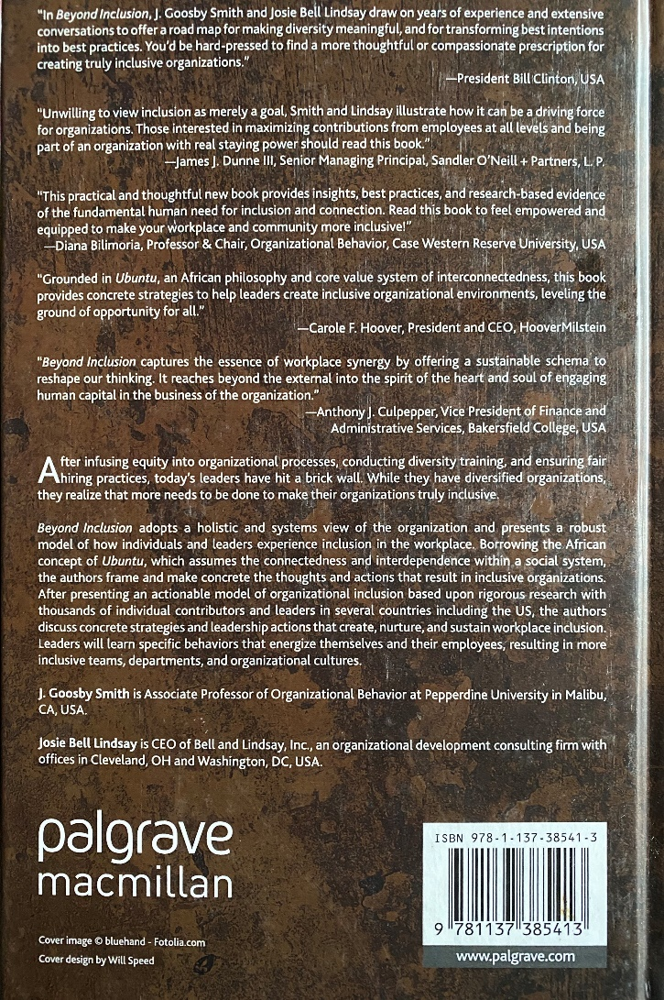 "In Beyond Inclusion, J. Goosby Smith and Josie Bell Lindsay draw on years of experience and extensive
conversations to offer a road map for making diversity meaningful, and for transforming best intentions
into best practices. You'd be hard-pressed to find a more thoughtful or compassionate prescription for
creating truly inclusive organizations."
—President Bill Clinton, USA
"Unwilling to view inclusion as merely a goal, Smith and Lindsay illustrate how it can be a driving force
for organizations. Those interested in maximizing contributions from employees at all levels and being
part of an organization with real staying power should read this book."
—James J. Dunne III, Senior Managing Principal, Sandler O'Neill + Partners, L. P.
"This practical and thoughtful new book provides insights, best practices, and research-based evidence
of the fundamental human need for inclusion and connection. Read this book to feel empowered and
equipped to make your workplace and community more inclusive!"
—Diana Bilimoria, Professor & Chair, Organizational Behavior, Case Western Reserve University, USA
"Grounded in Ubuntu, an African philosophy and core value system of interconnectedness, this book
provides concrete strategies to help leaders create inclusive organizational environments, leveling the
ground of opportunity for all."
—Carole F. Hoover, President and CEO, HooverMilstein
"Beyond Inclusion captures the essence of workplace synergy by offering a sustainable schema to
reshape our thinking. It reaches beyond the external into the spirit of the heart and soul of engaging
human capital in the business of the organization."
—Anthony J. Culpepper, Vice President of Finance and
Administrative Services, Bakersfield College, USA
After infusing equity into organizational processes, conducting diversity training, and ensuring fair
hiring practices, today's leaders have hit a brick wall. While they have diversified organizations,
they realize that more needs to be done to make their organizations truly inclusive.
Beyond Inclusion adopts a holistic and systems view of the organization and presents a robust
model of how individuals and leaders experience inclusion in the workplace. Borrowing the African
concept of Ubuntu, which assumes the connectedness and interdependence within a social system,
the authors frame and make concrete the thoughts and actions that result in inclusive organizations.
After presenting an actionable model of organizational inclusion based upon rigorous research with
thousands of individual contributors and leaders in several countries including the US, the authors
discuss concrete strategies and leadership actions that create, nurture, and sustain workplace inclusion.
Leaders will learn specific behaviors that energize themselves and their employees, resulting in more
inclusive teams, departments, and organizational cultures.
J. Goosby Smith is Associate Professor of Organizational Behavior at Pepperdine University in Malibu,
CA, USA.
Josie Bell Lindsay is CEO of Bell and Lindsay, Inc., an organizational development consulting firm with
offices in Cleveland, OH and Washington, DC, USA.
palgrave
macmillan
Cover image © bluehand - Fotolia.com
Cover design by Will Speed
ISBN 978-1-137-38541-3
9 781137 385413
www.palgrave.com